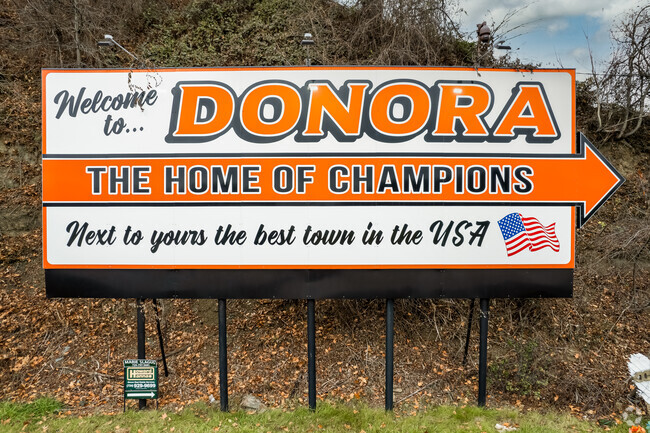 Welcome
to...
DONORA
THE HOME OF CHAMPIONS
Next to yours the best town in the USA